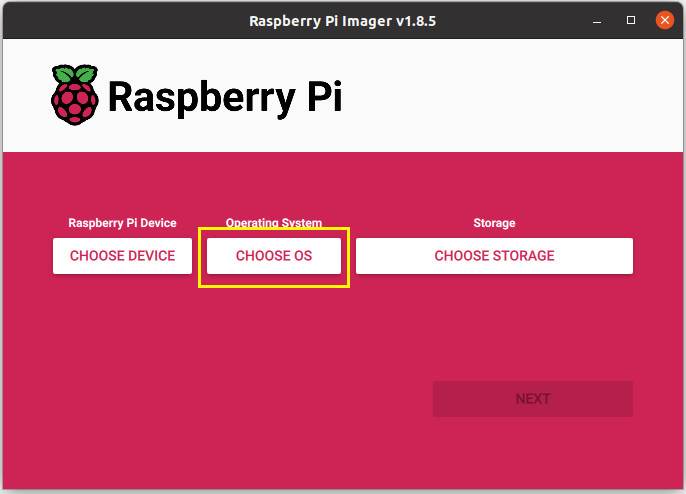 Raspberry Pi Imager v1.8.5
Raspberry Pi
Raspberry Pi Device
Operating System
Storage
CHOOSE DEVICE
CHOOSE OS
CHOOSE STORAGE
NEXT